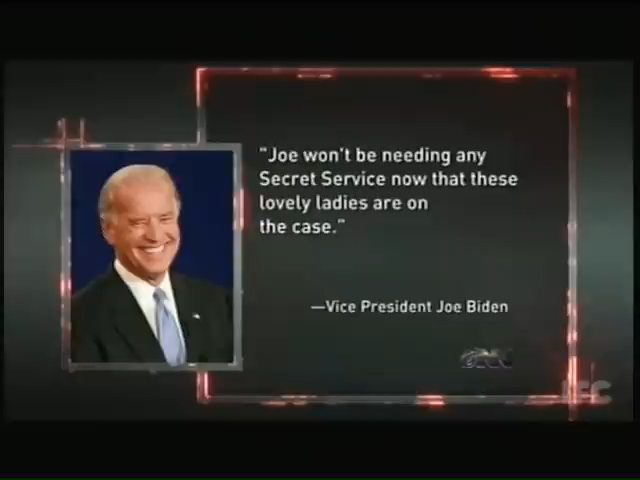 "Joe won't be needing any
Secret Service now that these
lovely ladies are on
the case."
—Vice President Joe Biden
IFC